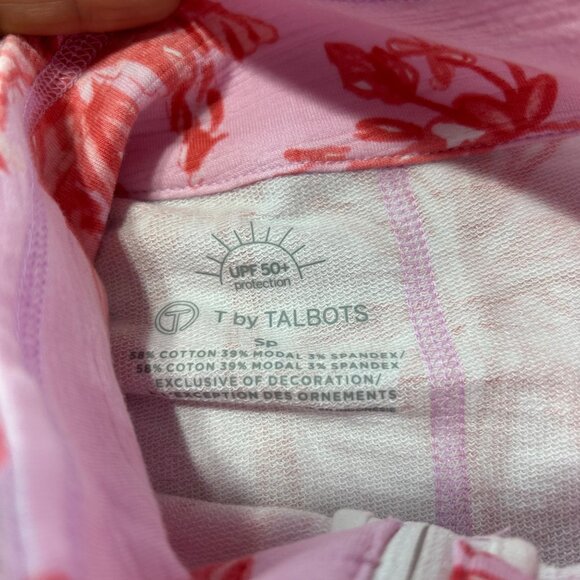 UPF 50+
protection
T by TALBOTS
SP
58% COTTON 39% MODAL 3% SPANDEX/
58% COTON 39% MODAL 3% SPANDEX
EXCLUSIVE OF DECORATION/
EXCEPTION DES ORNEMENTS